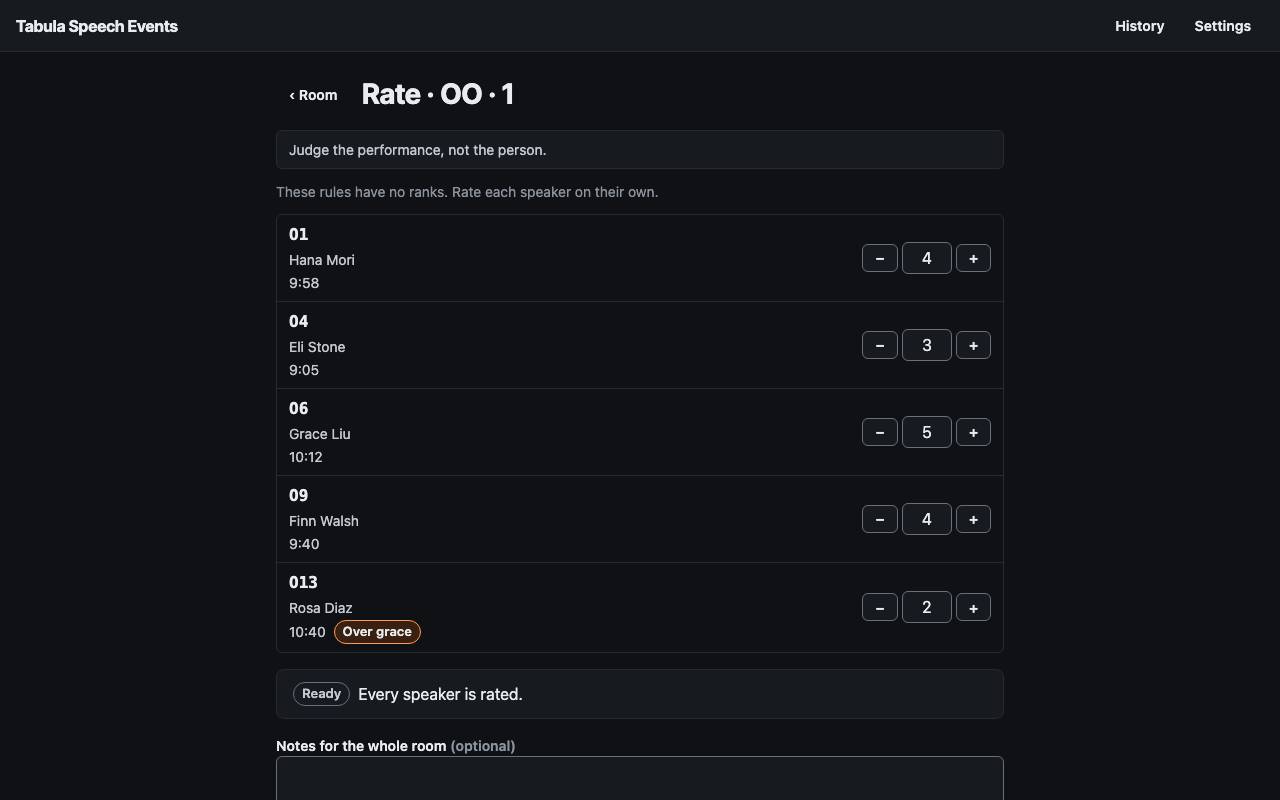 Tabula Speech Events
History
Settings
‹ Room
Rate · OO · 1
Judge the performance, not the person.
These rules have no ranks. Rate each speaker on their own.
01
Hana Mori
9:58
− 4 +
04
Eli Stone
9:05
− 3 +
06
Grace Liu
10:12
− 5 +
09
Finn Walsh
9:40
− 4 +
013
Rosa Diaz
10:40 Over grace
− 2 +
Ready Every speaker is rated.
Notes for the whole room (optional)